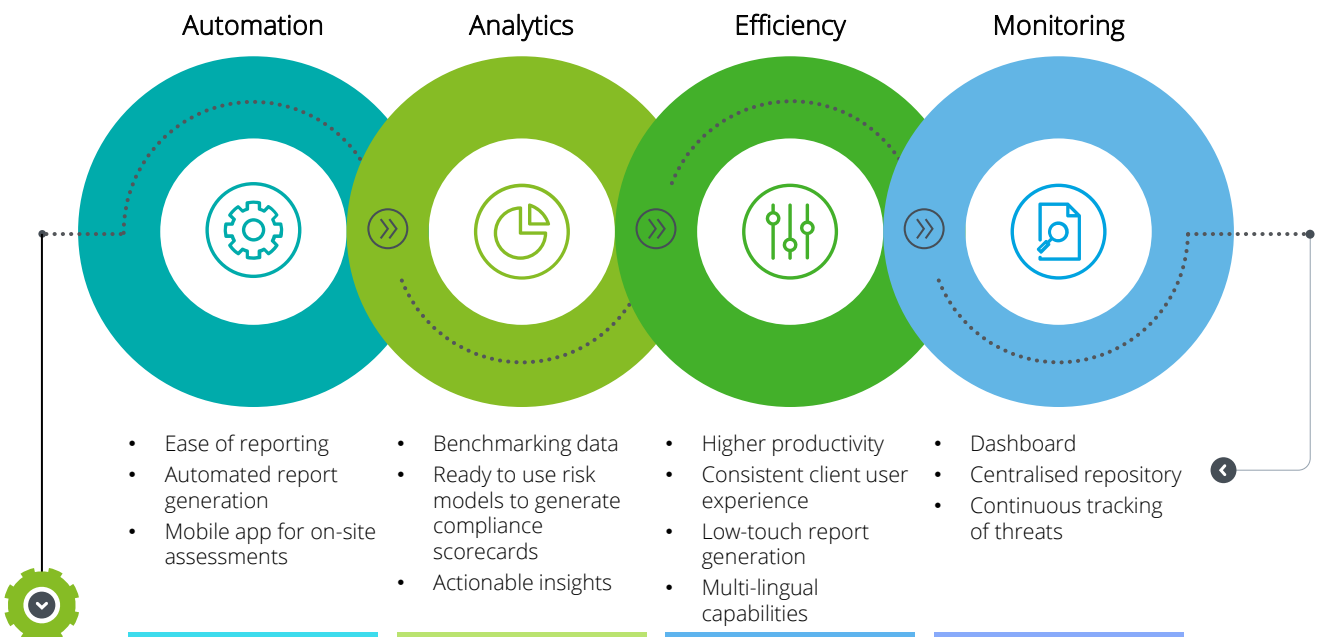 Automation
Analytics
Efficiency
Monitoring
• Ease of reporting
• Automated report
generation
• Mobile app for on-site
assessments
• Benchmarking data
• Ready to use risk
models to generate
compliance
scorecards
• Actionable insights
• Higher productivity
• Consistent client user
experience
• Low-touch report
generation
• Multi-lingual
capabilities
• Dashboard
• Centralised repository
• Continuous tracking
of threats